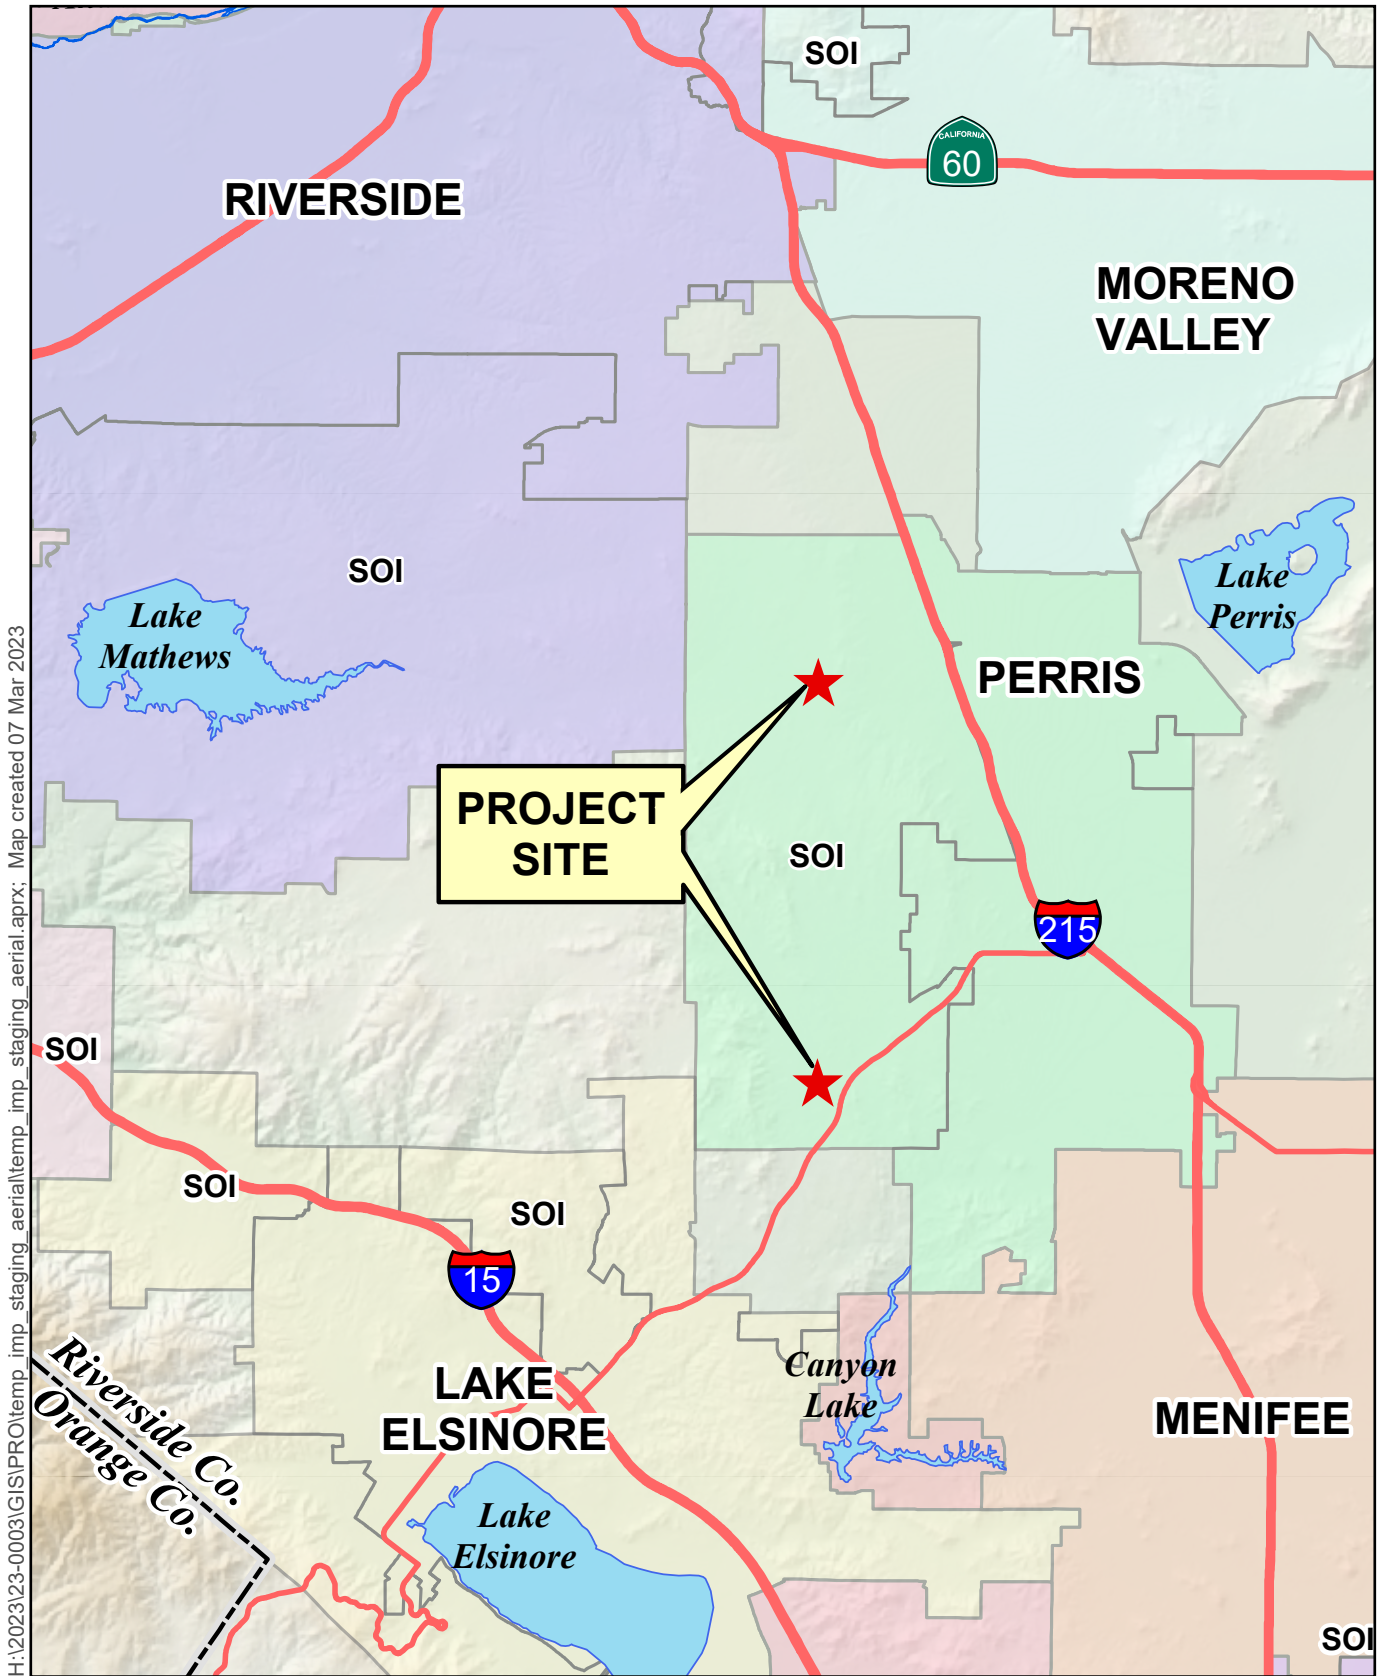 SOI
CALIFORNIA
60
RIVERSIDE
MORENO
VALLEY
SOI
Lake
Mathews
Lake
Perris
PERRIS
PROJECT
SITE
SOI
215
SOI
SOI
SOI
15
Riverside Co.
Orange Co.
LAKE
ELSINORE
Canyon
Lake
MENIFEE
Lake
Elsinore
SOI
H:\2023\23-0003\GIS\PRO\temp_imp_staging_aerial\temp_imp_staging_aerial.aprx; Map created 07 Mar 2023